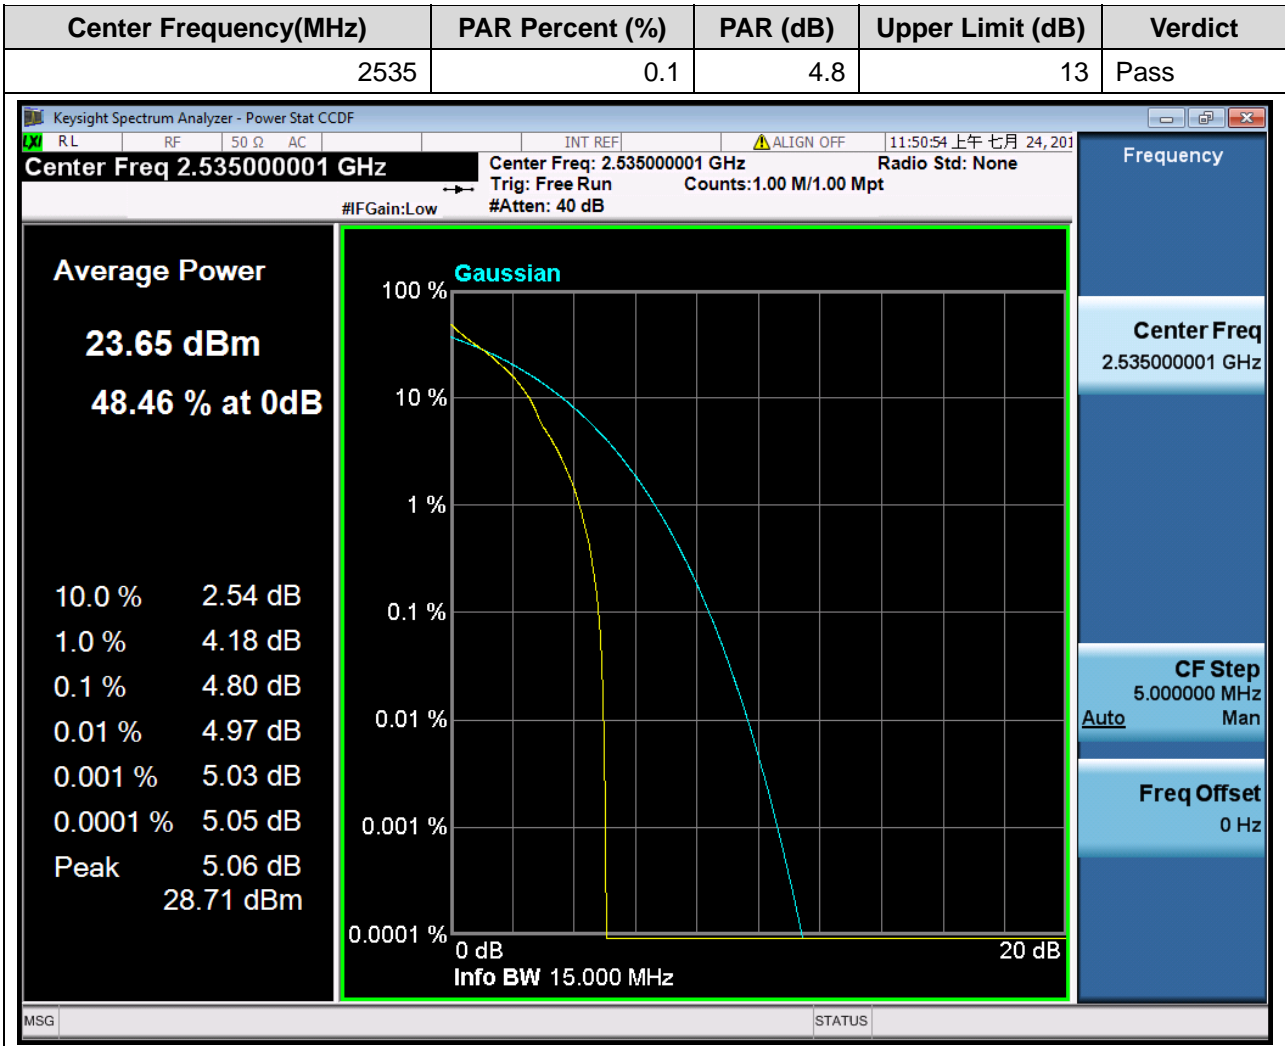 Center Frequency(MHz) PAR Percent (%) PAR (dB) Upper Limit (dB) Verdict
2535 0.1 4.8 13 Pass
Keysight Spectrum Analyzer - Power Stat CCDF
LXI RL RF 50 Ω AC INT REF ALIGN OFF 11:50:54 上午 七月 24, 201
Center Freq 2.535000001 GHz
Center Freq: 2.535000001 GHz Radio Std: None
Trig: Free Run Counts:1.00 M/1.00 Mpt
#IFGain:Low #Atten: 40 dB
Frequency
Average Power
23.65 dBm
48.46 % at 0dB
10.0 % 2.54 dB
1.0 % 4.18 dB
0.1 % 4.80 dB
0.01 % 4.97 dB
0.001 % 5.03 dB
0.0001 % 5.05 dB
Peak 5.06 dB
28.71 dBm
Gaussian
100 %
10 %
1 %
0.1 %
0.01 %
0.001 %
0.0001 %
0 dB 20 dB
Info BW 15.000 MHz
Center Freq
2.535000001 GHz
CF Step
5.000000 MHz
Auto Man
Freq Offset
0 Hz
MSG STATUS